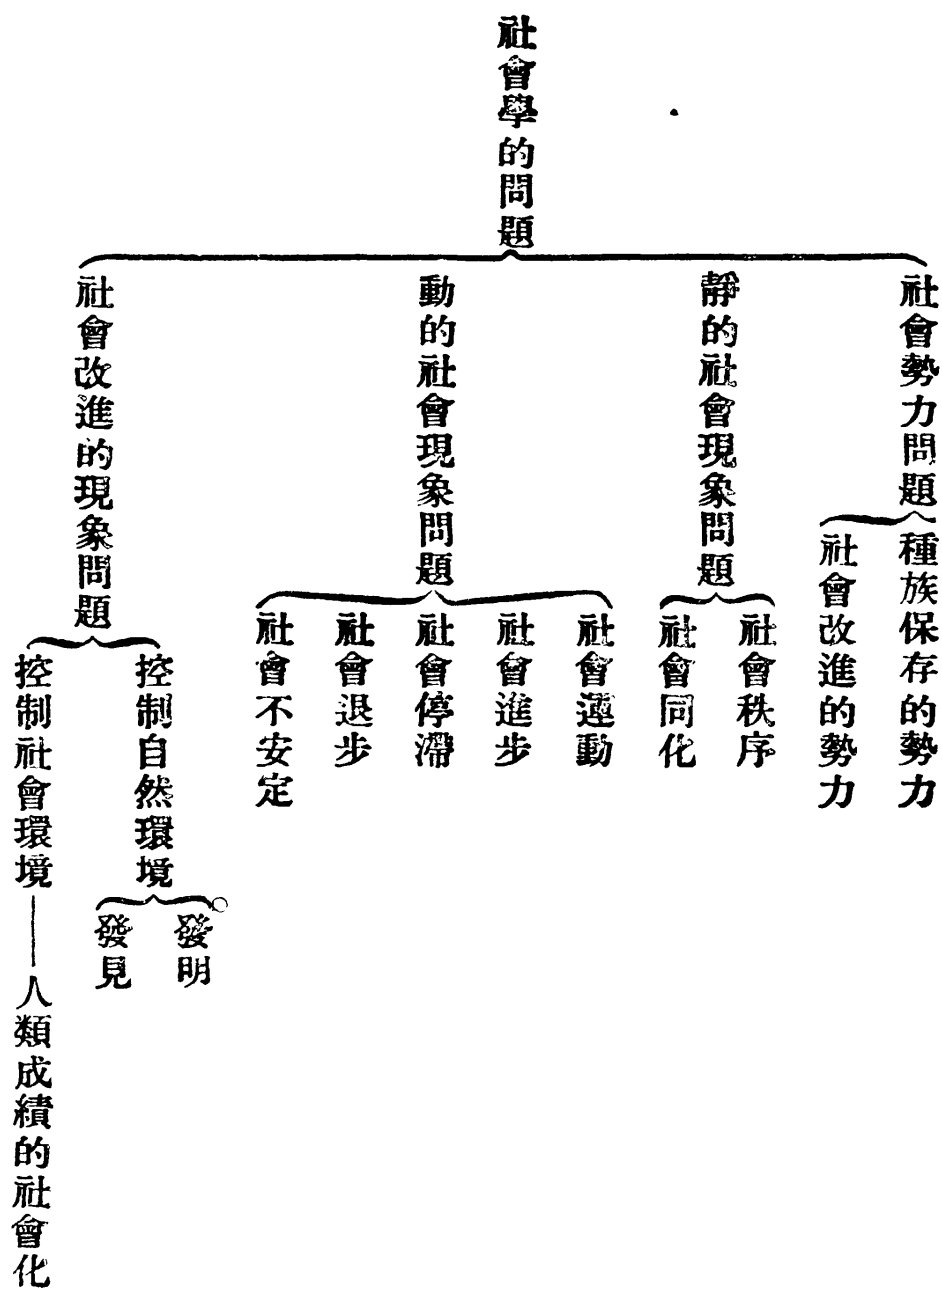 社會學的問題
社會勢力問題
種族保存的勢力
社會改進的勢力
靜的社會現象問題
社會秩序
社會同化
動的社會現象問題
社會運動
社會進步
社會停滯
社會退步
社會不安定
社會改進的現象問題
控制自然環境
發明
發見
控制社會環境——人類成績的社會化